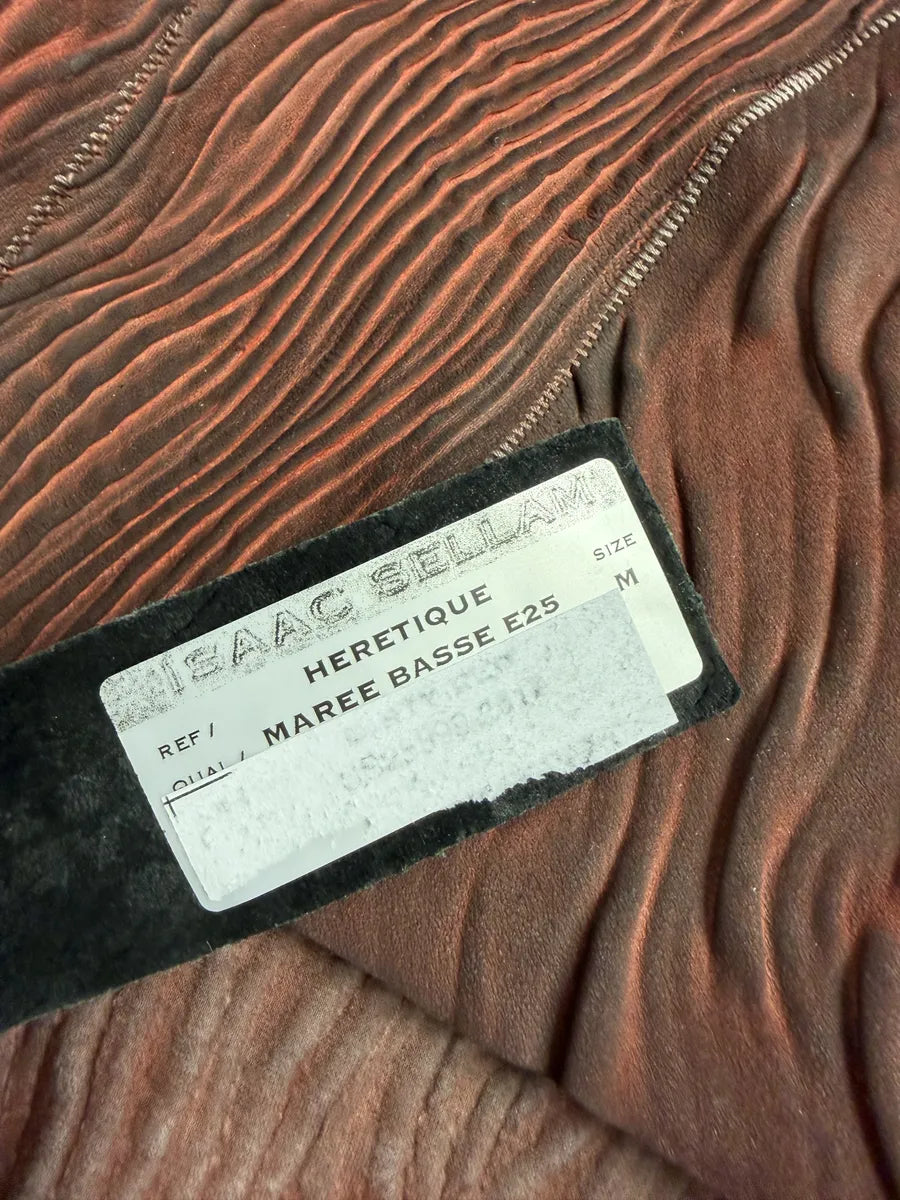 ISAAC SELLAM
SIZE
HERETIQUE
M
REF/
MAREE BASSE E25
QUAL/